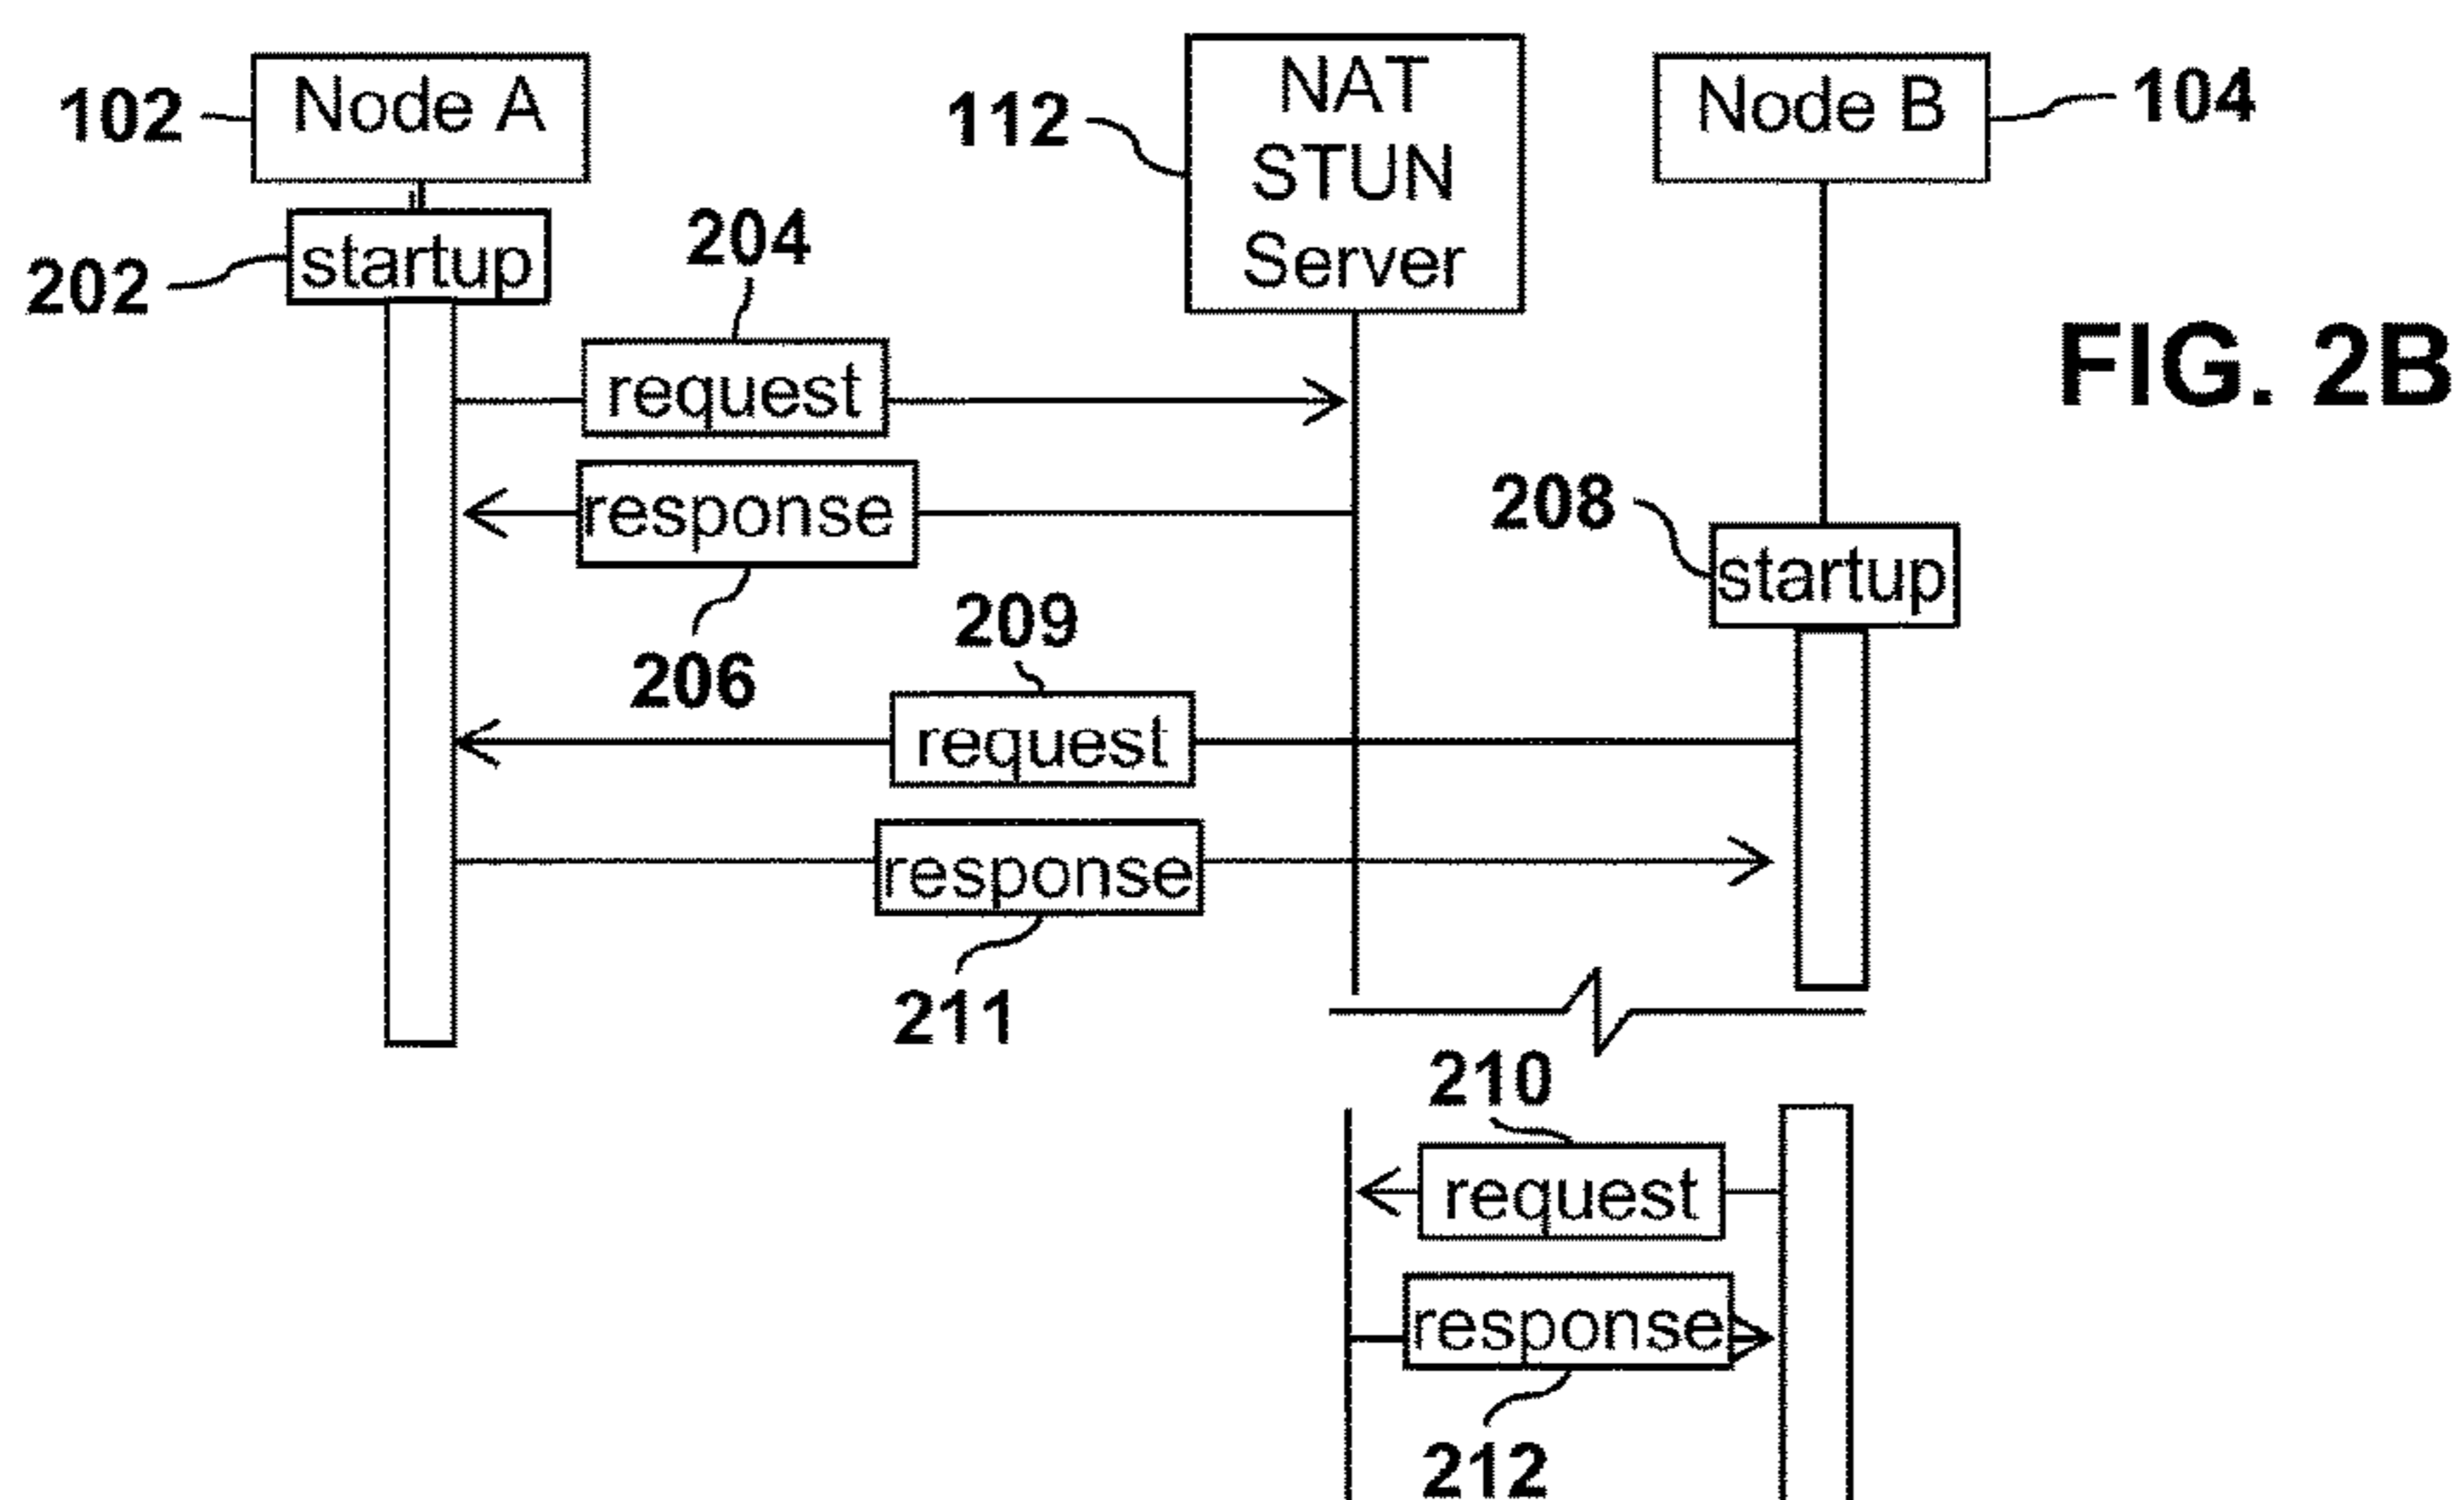 102
Node A
112
NAT
STUN
Server
Node B
104
202
startup
204
request
FIG. 2B
response
206
208
startup
209
request
response
211
210
request
response
212